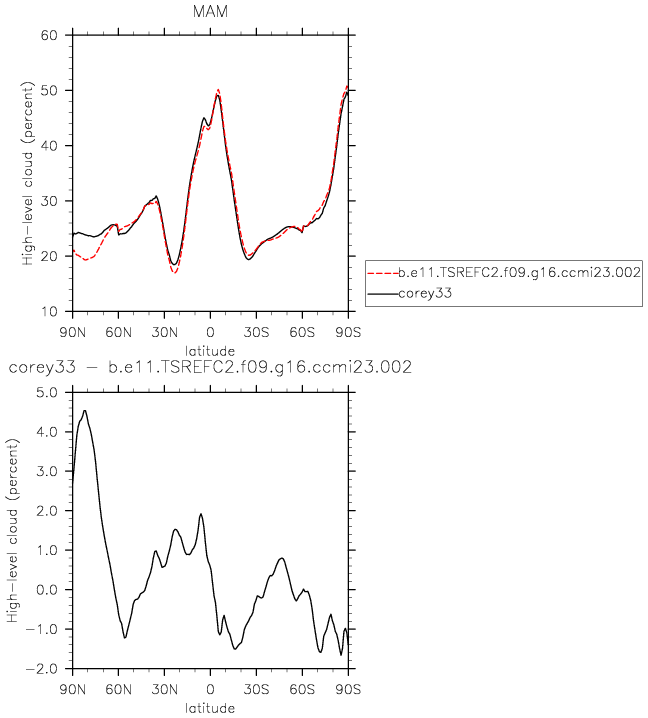 MAM
60
50
40
30
20
10
High-level cloud (percent)
90N 60N 30N 0 30S 60S 90S
latitude
b.e11.TSREFC2.f09.g16.ccmi23.002
corey33
corey33 - b.e11.TSREFC2.f09.g16.ccmi23.002
5.0
4.0
3.0
2.0
1.0
0.0
-1.0
-2.0
High-level cloud (percent)
90N 60N 30N 0 30S 60S 90S
latitude